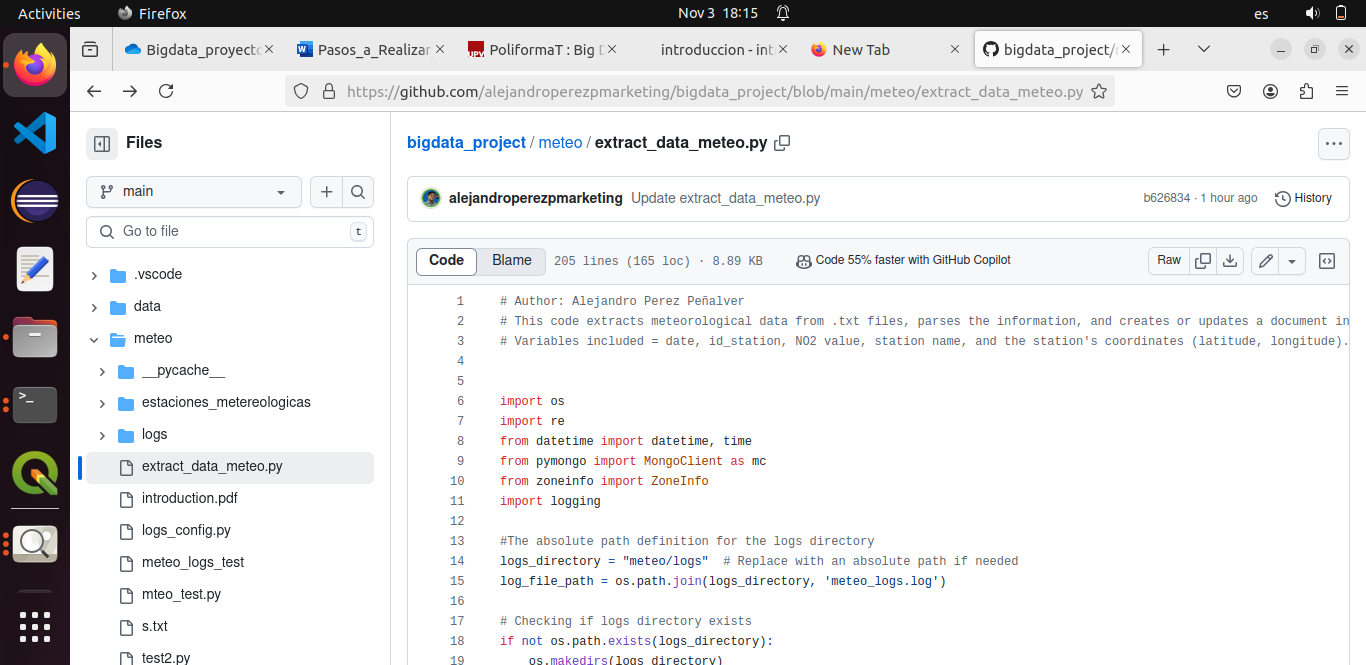 Activities
Firefox
Nov 3 18:15
es
Bigdata_proyecto
Pasos_a_Realizar
PoliformaT : Big D
introduccion - int
New Tab
bigdata_project/
https://github.com/alejandroperezpmarketing/bigdata_project/blob/main/meteo/extract_data_meteo.py
Files
main
Go to file
t
.vscode
data
meteo
__pycache__
estaciones_metereologicas
logs
extract_data_meteo.py
introduction.pdf
logs_config.py
meteo_logs_test
mteo_test.py
s.txt
test2.py
bigdata_project / meteo / extract_data_meteo.py
alejandroperezpmarketing Update extract_data_meteo.py
b626834 · 1 hour ago
History
Code
Blame
205 lines (165 loc) · 8.89 KB
Code 55% faster with GitHub Copilot
Raw
1 # Author: Alejandro Perez Peñalver
2 # This code extracts meteorological data from .txt files, parses the information, and creates or updates a document in
3 # Variables included = date, id_station, NO2 value, station name, and the station's coordinates (latitude, longitude).
4
5
6 import os
7 import re
8 from datetime import datetime, time
9 from pymongo import MongoClient as mc
10 from zoneinfo import ZoneInfo
11 import logging
12
13 #The absolute path definition for the logs directory
14 logs_directory = "meteo/logs"  # Replace with an absolute path if needed
15 log_file_path = os.path.join(logs_directory, 'meteo_logs.log')
16
17 # Checking if logs directory exists
18 if not os.path.exists(logs_directory):
19     os.makedirs(logs_directory)